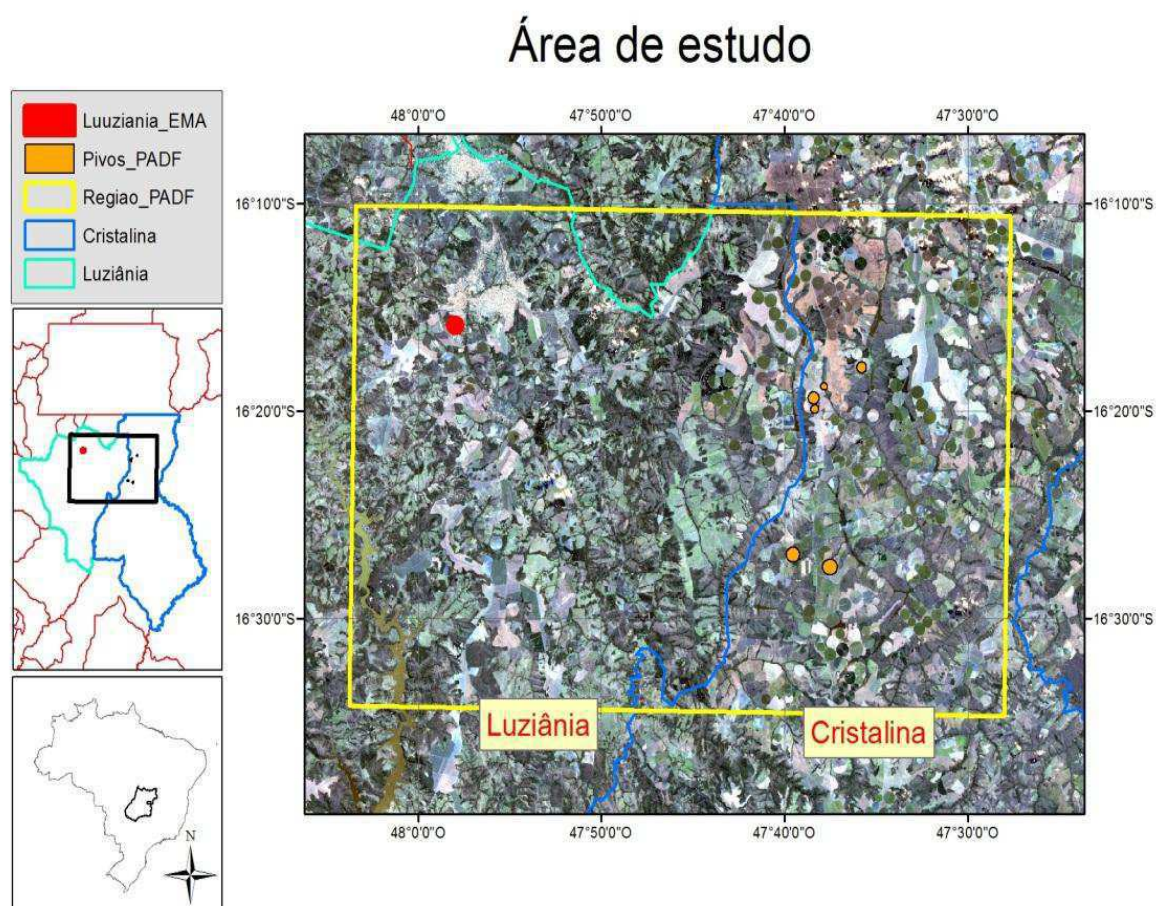 Área de estudo
Luuziania_EMA
Pivos_PADF
Regiao_PADF
Cristalina
Luziânia
48°0'0"O 47°50'0"O 47°40'0"O 47°30'0"O
16°10'0"S 16°10'0"S
16°20'0"S 16°20'0"S
16°30'0"S 16°30'0"S
Luziânia Cristalina
48°0'0"O 47°50'0"O 47°40'0"O 47°30'0"O
N